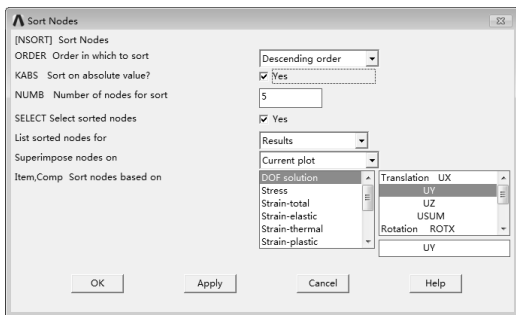 Sort Nodes
[NSORT] Sort Nodes
ORDER Order in which to sort
Descending order
KABS Sort on absolute value?
Yes
NUMB Number of nodes for sort
5
SELECT Select sorted nodes
Yes
List sorted nodes for
Results
Superimpose nodes on
Current plot
Item,Comp Sort nodes based on
DOF solution
Stress
Strain-total
Strain-elastic
Strain-thermal
Strain-plastic
Translation UX
UY
UZ
USUM
Rotation ROTX
UY
OK Apply Cancel Help